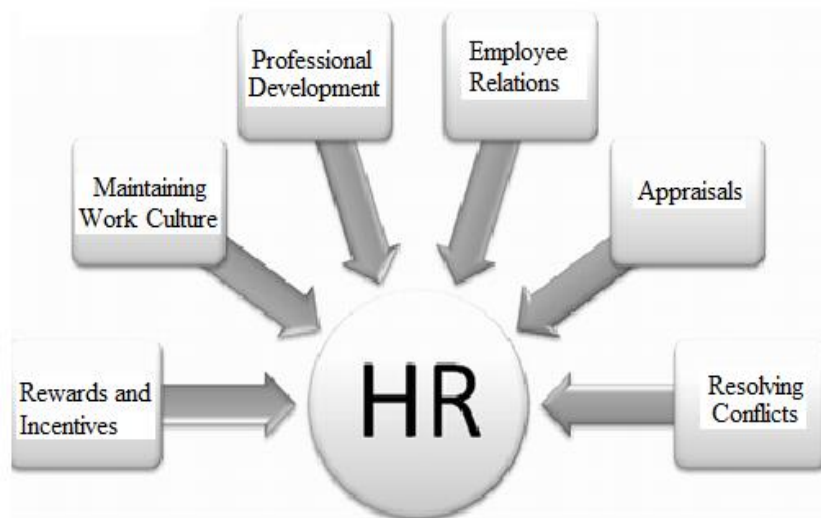 Professional
Development
Employee
Relations
Maintaining
Work Culture
Appraisals
Rewards and
Incentives
HR
Resolving
Conflicts